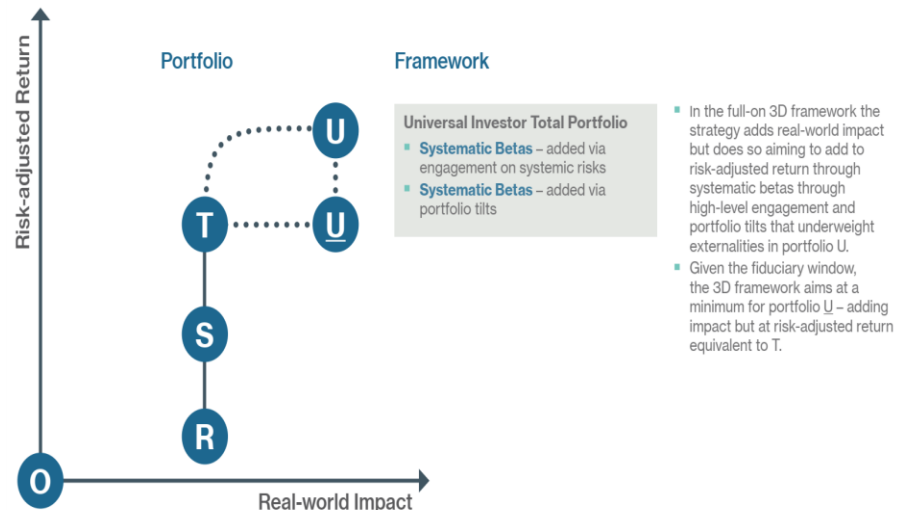 Risk-adjusted Return
Portfolio
Framework
U
T
U
S
R
O
Real-world Impact
Universal Investor Total Portfolio
Systematic Betas – added via
engagement on systemic risks
Systematic Betas – added via
portfolio tilts
In the full-on 3D framework the
strategy adds real-world impact
but does so aiming to add to
risk-adjusted return through
systematic betas through
high-level engagement and
portfolio tilts that underweight
externalities in portfolio U.
Given the fiduciary window,
the 3D framework aims at a
minimum for portfolio U – adding
impact but at risk-adjusted return
equivalent to T.